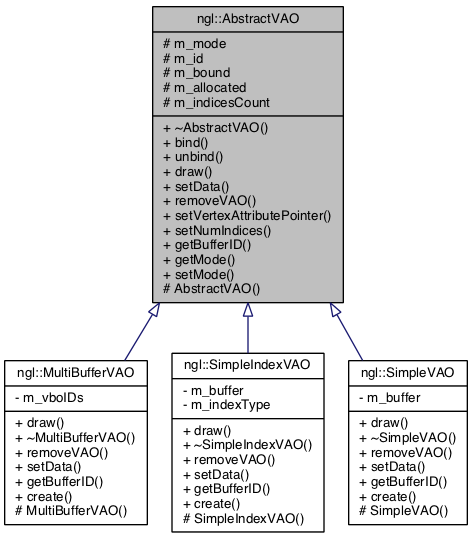 ngl::AbstractVAO
# m_mode
# m_id
# m_bound
# m_allocated
# m_indicesCount
+ ~AbstractVAO()
+ bind()
+ unbind()
+ draw()
+ setData()
+ removeVAO()
+ setVertexAttributePointer()
+ setNumIndices()
+ getBufferID()
+ getMode()
+ setMode()
# AbstractVAO()
ngl::MultiBufferVAO
- m_vboIDs
+ draw()
+ ~MultiBufferVAO()
+ removeVAO()
+ setData()
+ getBufferID()
+ create()
# MultiBufferVAO()
ngl::SimpleIndexVAO
- m_buffer
- m_indexType
+ draw()
+ ~SimpleIndexVAO()
+ removeVAO()
+ setData()
+ getBufferID()
+ create()
# SimpleIndexVAO()
ngl::SimpleVAO
- m_buffer
+ draw()
+ ~SimpleVAO()
+ removeVAO()
+ setData()
+ getBufferID()
+ create()
# SimpleVAO()